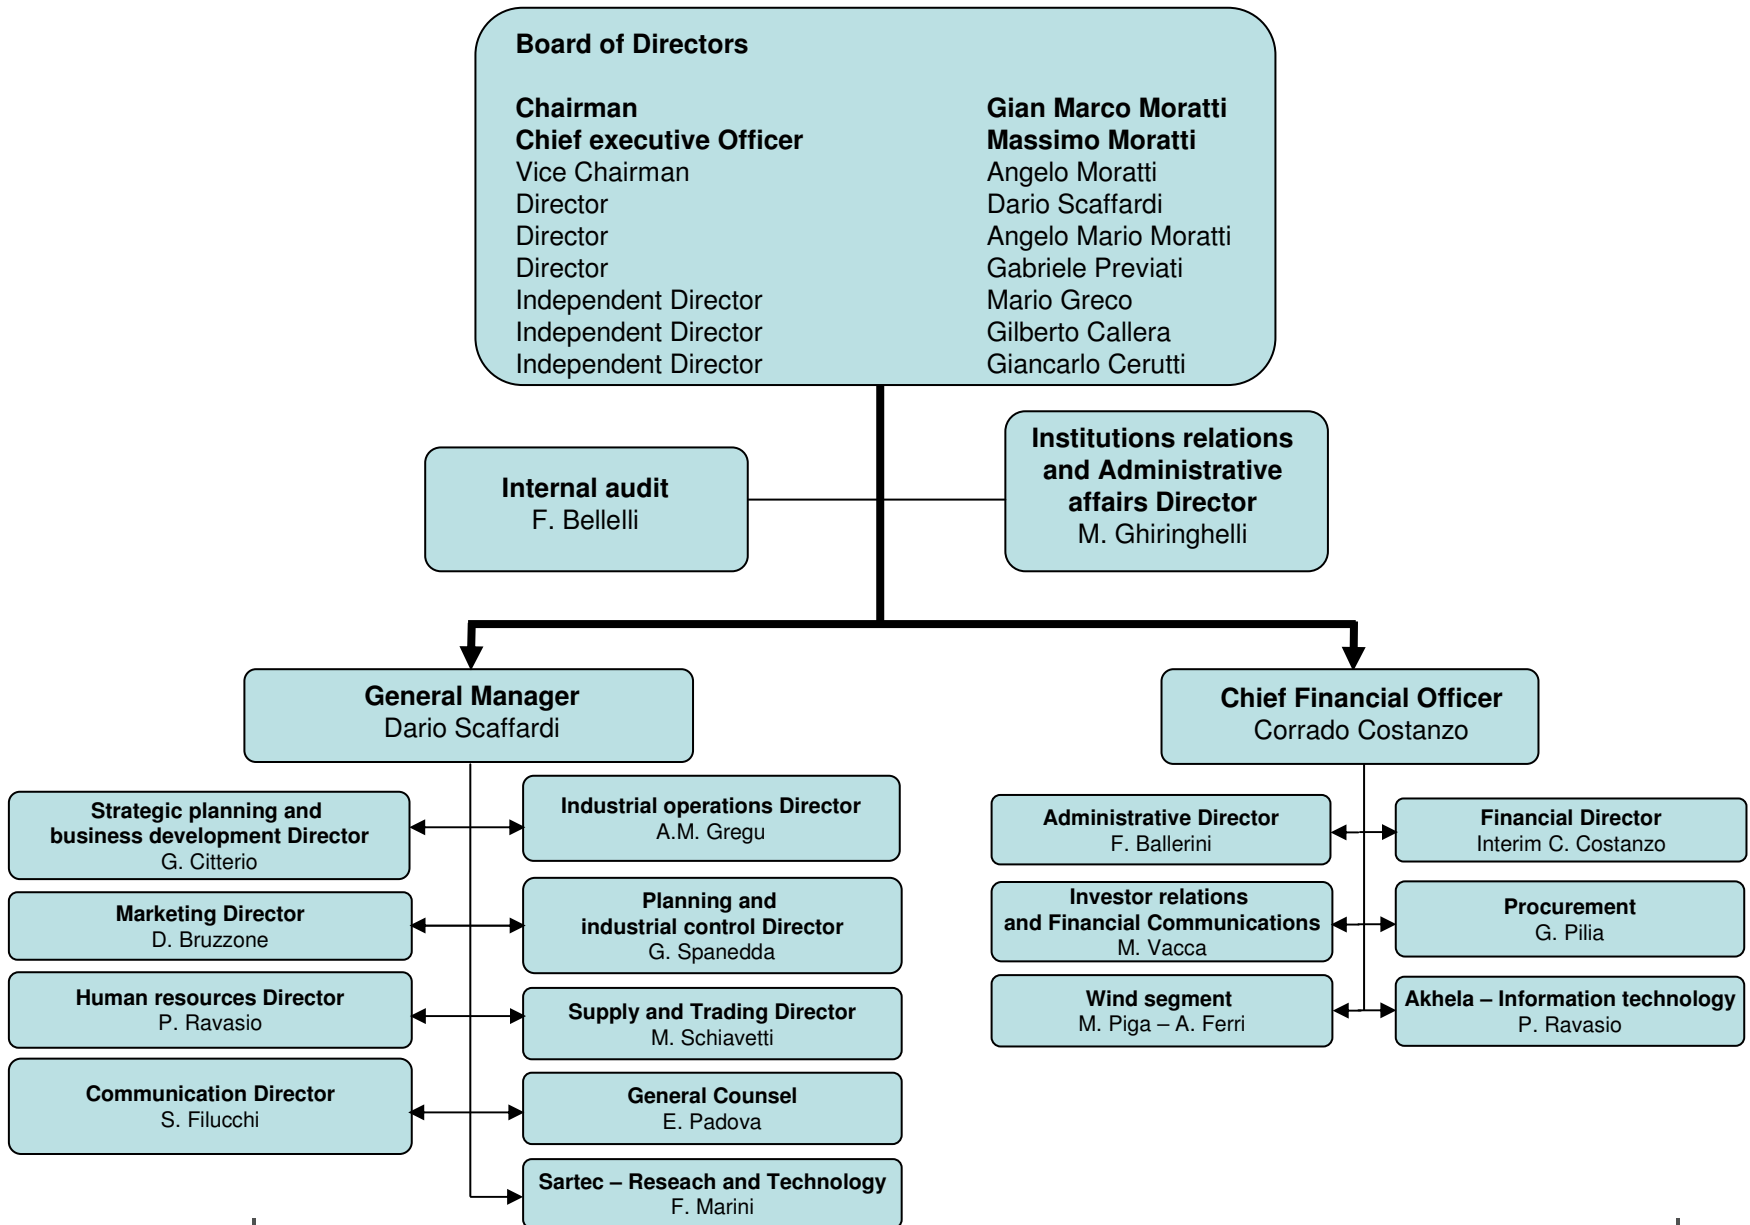 Board of Directors
Chairman Gian Marco Moratti
Chief executive Officer Massimo Moratti
Vice Chairman Angelo Moratti
Director Dario Scaffardi
Director Angelo Mario Moratti
Director Gabriele Previati
Independent Director Mario Greco
Independent Director Gilberto Callera
Independent Director Giancarlo Cerutti
Internal audit
F. Bellelli
Institutions relations
and Administrative
affairs Director
M. Ghiringhelli
General Manager
Dario Scaffardi
Chief Financial Officer
Corrado Costanzo
Strategic planning and
business development Director
G. Citterio
Industrial operations Director
A.M. Gregu
Marketing Director
D. Bruzzone
Planning and
industrial control Director
G. Spanedda
Human resources Director
P. Ravasio
Supply and Trading Director
M. Schiavetti
Communication Director
S. Filucchi
General Counsel
E. Padova
Sartec – Reseach and Technology
F. Marini
Administrative Director
F. Ballerini
Financial Director
Interim C. Costanzo
Investor relations
and Financial Communications
M. Vacca
Procurement
G. Pilia
Wind segment
M. Piga – A. Ferri
Akhela – Information technology
P. Ravasio